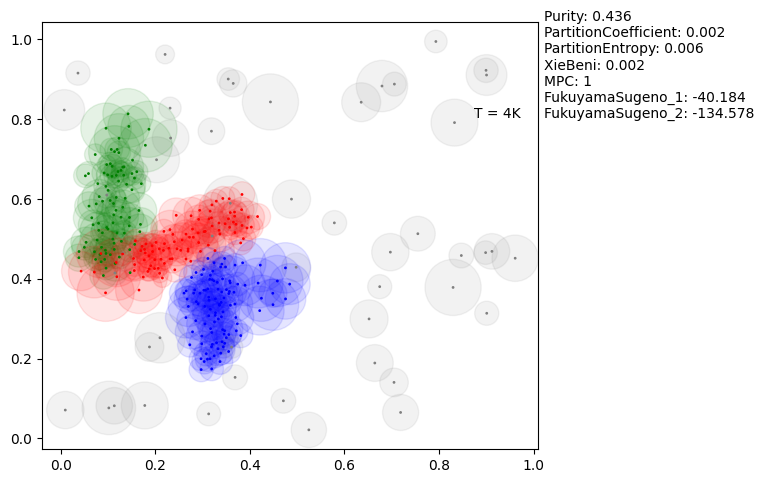 Purity: 0.436
PartitionCoefficient: 0.002
PartitionEntropy: 0.006
XieBeni: 0.002
MPC: 1
FukuyamaSugeno_1: -40.184
FukuyamaSugeno_2: -134.578
T = 4K
1.0
0.8
0.6
0.4
0.2
0.0
0.0 0.2 0.4 0.6 0.8 1.0